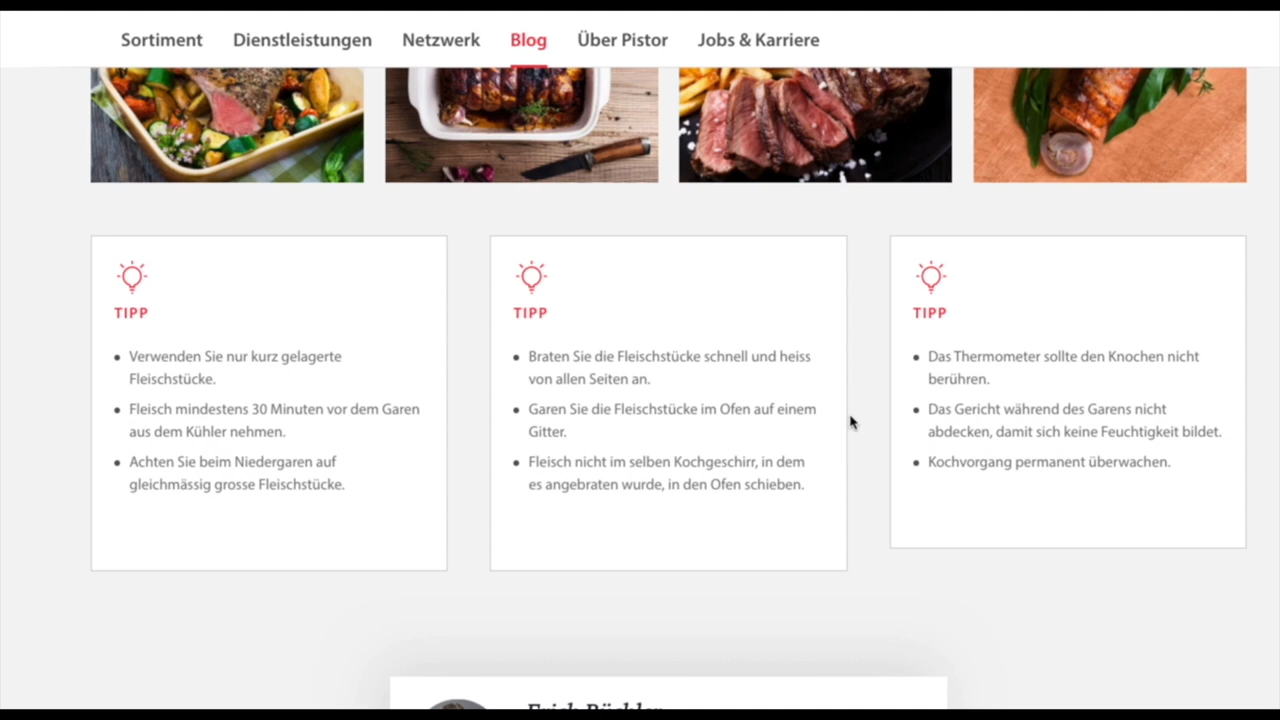 Sortiment Dienstleistungen Netzwerk Blog Über Pistor Jobs & Karriere
TIPP
Verwenden Sie nur kurz gelagerte
Fleischstücke.
Fleisch mindestens 30 Minuten vor dem Garen
aus dem Kühler nehmen.
Achten Sie beim Niedergaren auf
gleichmässig grosse Fleischstücke.
TIPP
Braten Sie die Fleischstücke schnell und heiss
von allen Seiten an.
Garen Sie die Fleischstücke im Ofen auf einem
Gitter.
Fleisch nicht im selben Kochgeschirr, in dem
es angebraten wurde, in den Ofen schieben.
TIPP
Das Thermometer sollte den Knochen nicht
berühren.
Das Gericht während des Garens nicht
abdecken, damit sich keine Feuchtigkeit bildet.
Kochvorgang permanent überwachen.